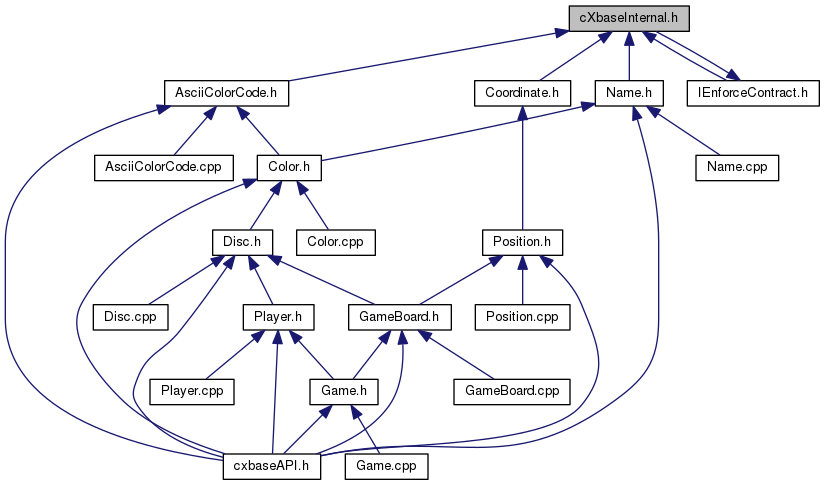 cXbaseInternal.h
AsciiColorCode.h
Coordinate.h
Name.h
IEnforceContract.h
AsciiColorCode.cpp
Color.h
Name.cpp
Disc.h
Color.cpp
Position.h
Disc.cpp
Player.h
GameBoard.h
Position.cpp
Player.cpp
Game.h
GameBoard.cpp
cxbaseAPI.h
Game.cpp